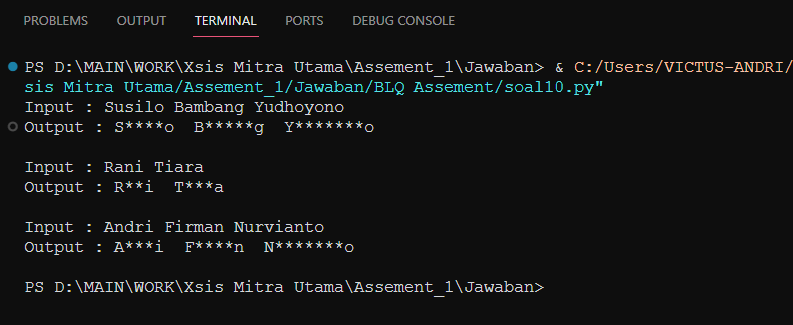 PROBLEMS OUTPUT TERMINAL PORTS DEBUG CONSOLE
PS D:\MAIN\WORK\Xsis Mitra Utama\Assement_1\Jawaban> & C:/Users/VICTUS-ANDRI/
sis Mitra Utama/Assement_1/Jawaban/BLQ Assement/soal10.py"
Input : Susilo Bambang Yudhoyono
Output : S****o  B*****g  Y*******o
Input : Rani Tiara
Output : R**i  T***a
Input : Andri Firman Nurvianto
Output : A***i  F****n  N*******o
PS D:\MAIN\WORK\Xsis Mitra Utama\Assement_1\Jawaban>